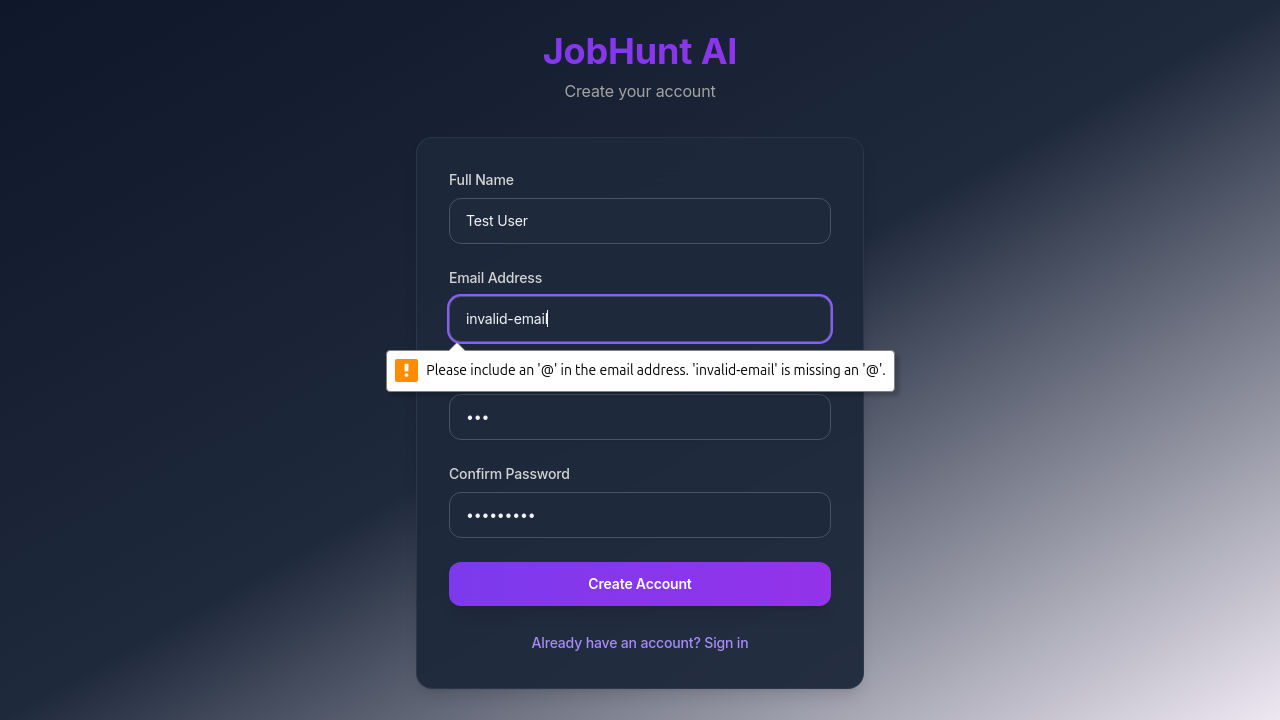 JobHunt AI
Create your account
Full Name
Test User
Email Address
invalid-email
Please include an '@' in the email address. 'invalid-email' is missing an '@'.
•••
Confirm Password
•••••••••
Create Account
Already have an account? Sign in